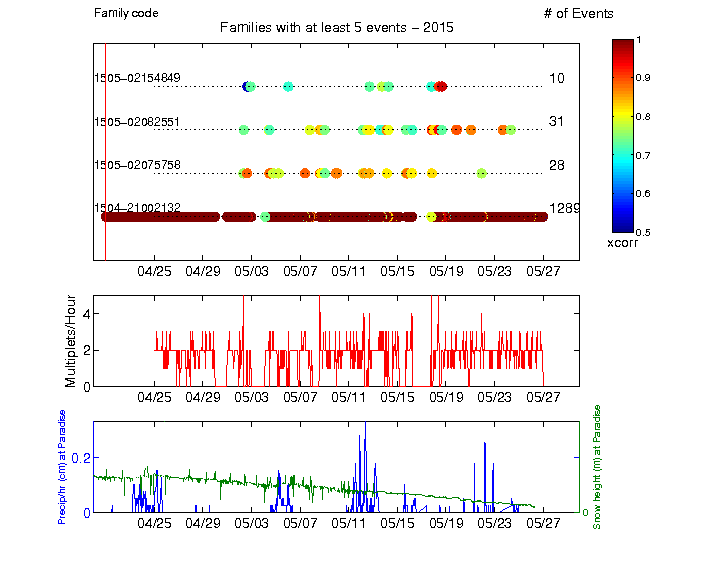 Family code
# of Events
Families with at least 5 events – 2015
1505–02154849
10
1505–02082551
31
1505–02075758
28
1504–21002132
1289
04/25 04/29 05/03 05/07 05/11 05/15 05/19 05/23 05/27
1
0.9
0.8
0.7
0.6
0.5
xcorr
Multiplets/Hour
4
2
0
04/25 04/29 05/03 05/07 05/11 05/15 05/19 05/23 05/27
Precip/hr (cm) at Paradise
0.2
0
Snow height (m) at Paradise
0
04/25 04/29 05/03 05/07 05/11 05/15 05/19 05/23 05/27